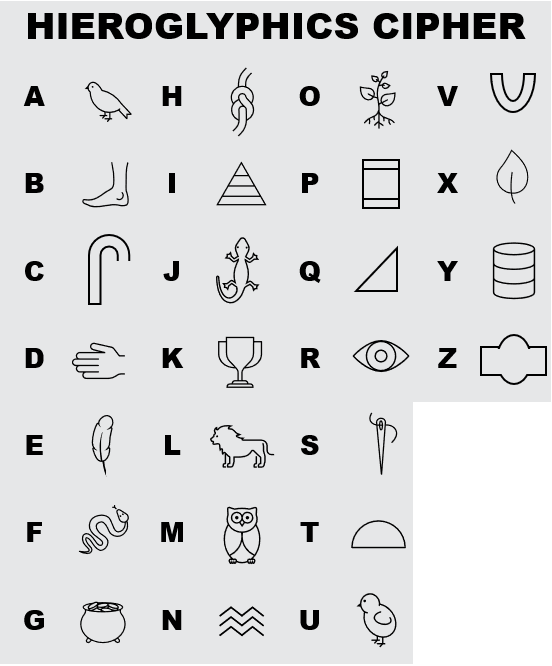 HIEROGLYPHICS CIPHER
A H O V
B I P X
C J Q Y
D K R Z
E L S
F M T
G N U